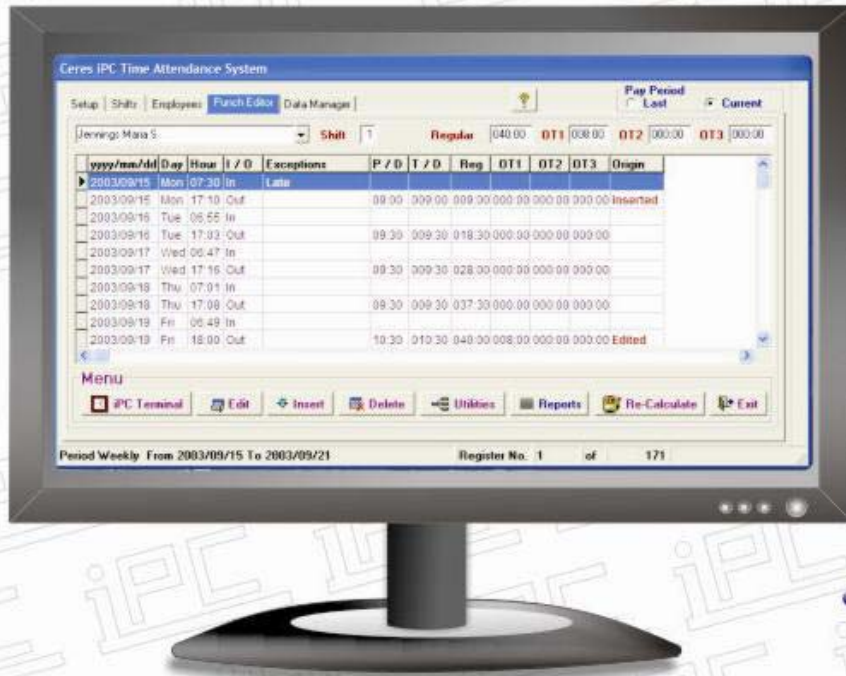 Ceres iPC Time Attendance System
Setup Shifts Employees Punch Editor Data Manager ? Pay Period Last Current
Jennings Maria S Shift 1 Regular 040:00 OT1 008:00 OT2 000:00 OT3 000:00
yyyy/mm/dd Day Hour I / O Exceptions P / D T / D Reg OT1 OT2 OT3 Origin
2003/09/15 Mon 07:30 In Late
2003/09/15 Mon 17:10 Out 09:00 009:00 009:00 000:00 000:00 000:00 Inserted
2003/09/16 Tue 06:55 In
2003/09/16 Tue 17:03 Out 09:30 009:30 018:30 000:00 000:00 000:00
2003/09/17 Wed 06:47 In
2003/09/17 Wed 17:16 Out 09:30 009:30 028:00 000:00 000:00 000:00
2003/09/18 Thu 07:01 In
2003/09/18 Thu 17:08 Out 09:30 009:30 037:30 000:00 000:00 000:00
2003/09/19 Fri 06:49 In
2003/09/19 Fri 18:00 Out 10:30 010:30 040:00 008:00 000:00 000:00 Edited
Menu
iPC Terminal Edit Insert Delete Utilities Reports Re-Calculate Exit
Period Weekly From 2003/09/15 To 2003/09/21 Register No. 1 of 171
iPC iPC iPC iPC